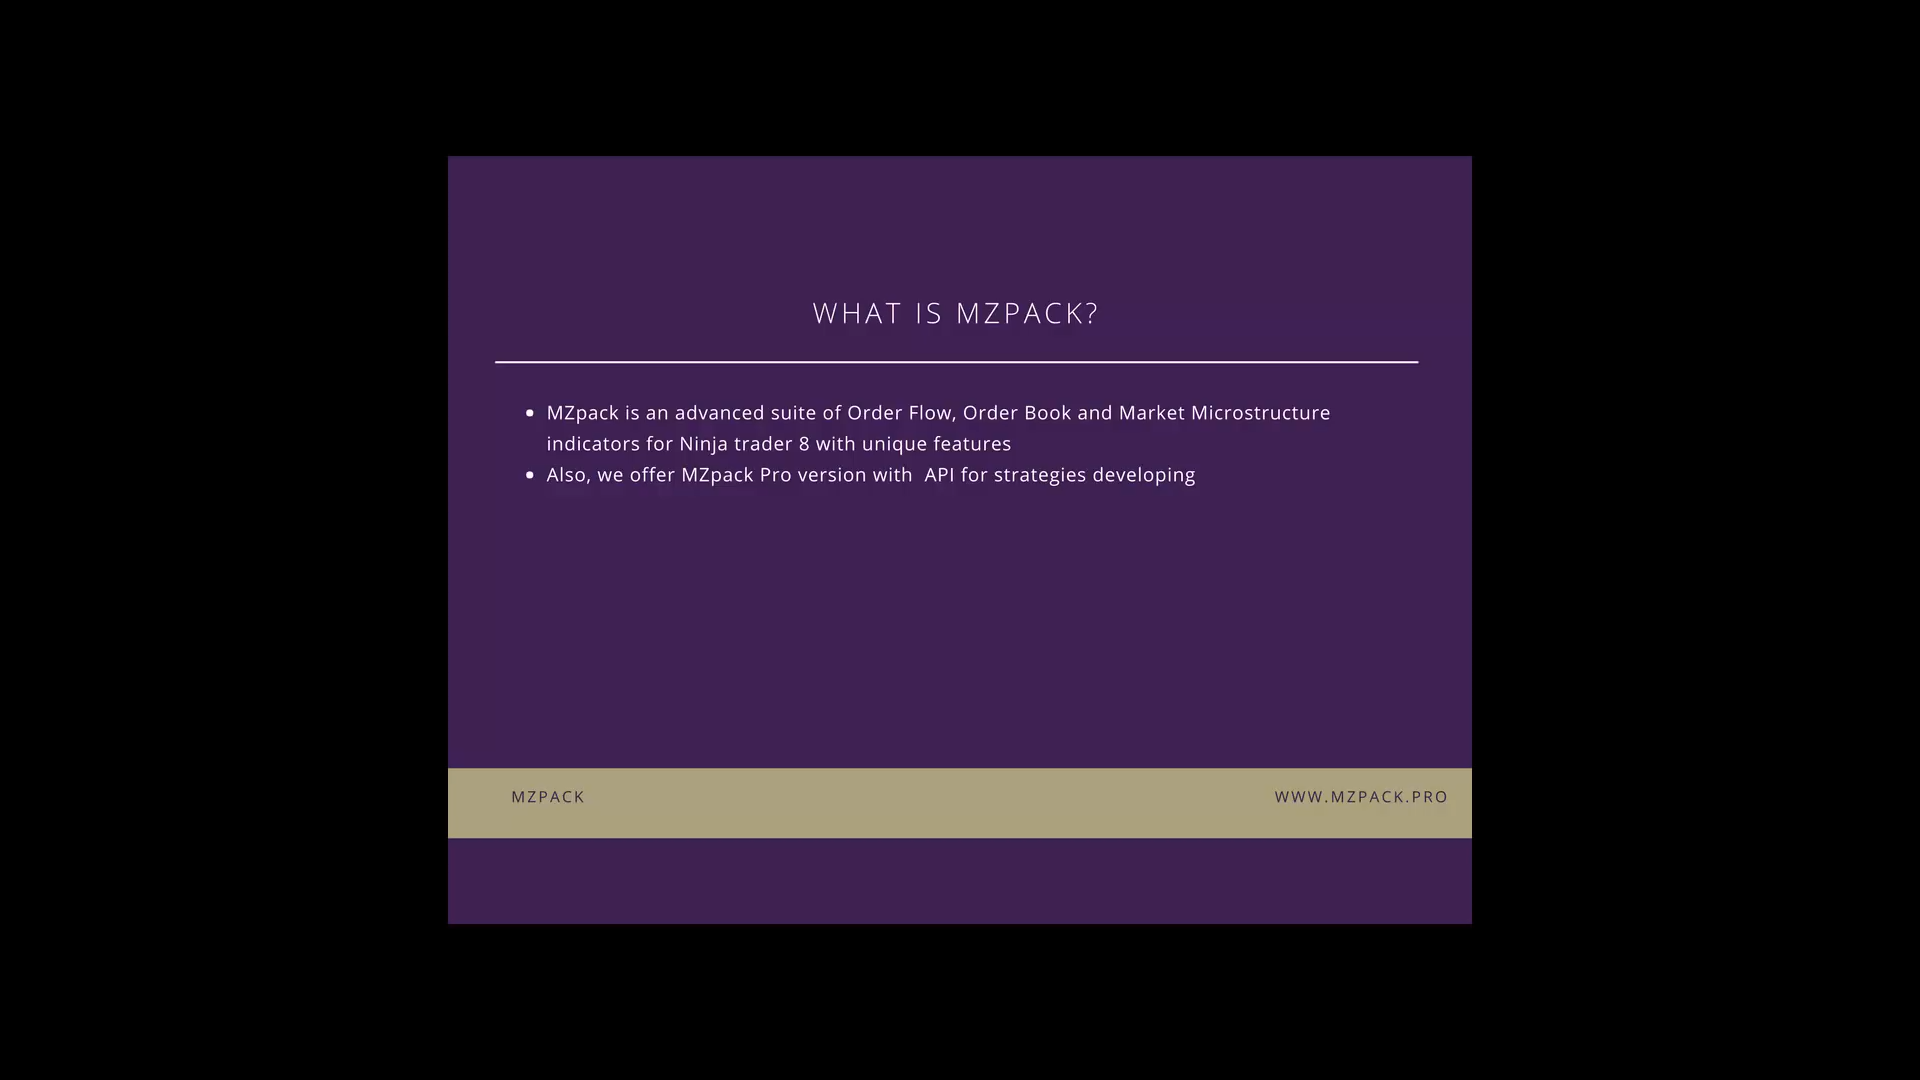 WHAT IS MZPACK?
• MZpack is an advanced suite of Order Flow, Order Book and Market Microstructure
indicators for Ninja trader 8 with unique features
• Also, we offer MZpack Pro version with  API for strategies developing
MZPACK
WWW.MZPACK.PRO